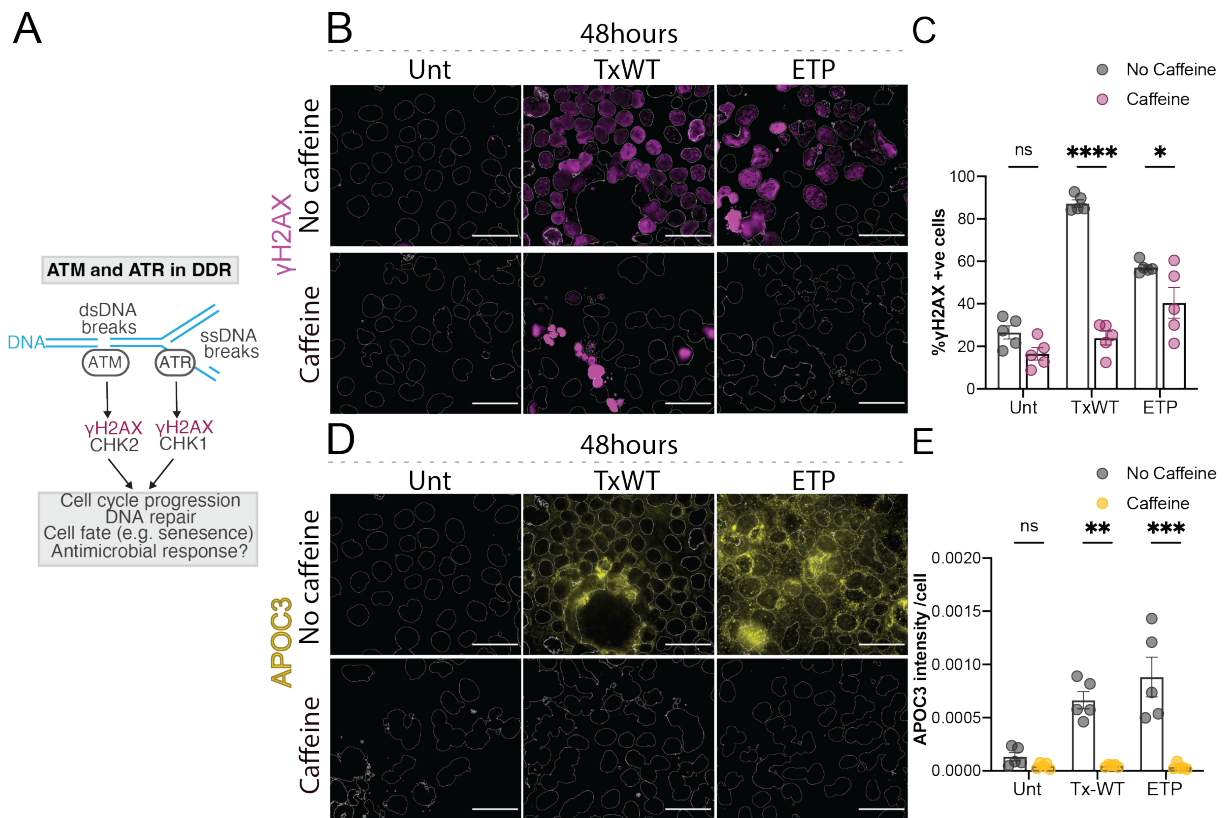 A
ATM and ATR in DDR
dsDNA
breaks
ssDNA
breaks
DNA
ATM
ATR
γH2AX
CHK2
γH2AX
CHK1
Cell cycle progression
DNA repair
Cell fate (e.g. senesence)
Antimicrobial response?
B
48hours
Unt
TxWT
ETP
γH2AX
No caffeine
Caffeine
C
No Caffeine
Caffeine
ns
****
*
%γH2AX +ve cells
100
80
60
40
20
0
Unt
TxWT
ETP
D
48hours
Unt
TxWT
ETP
APOC3
No caffeine
Caffeine
E
No Caffeine
Caffeine
ns
**
***
APOC3 intensity /cell
0.0020
0.0015
0.0010
0.0005
0.0000
Unt
Tx-WT
ETP